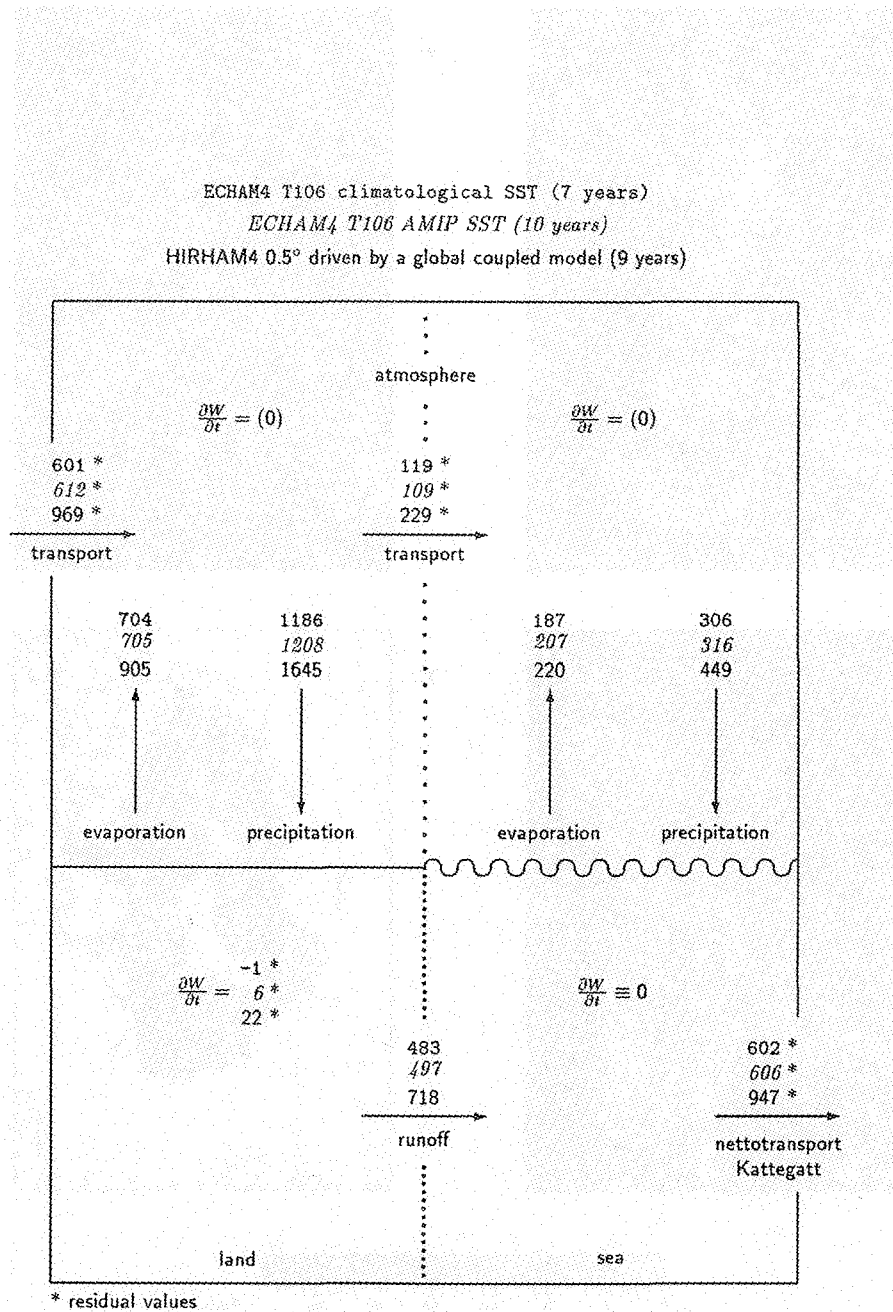 ECHAM4 T106 climatological SST (7 years)
ECHAM4 T106 AMIP SST (10 years)
HIRHAM4 0.5° driven by a global coupled model (9 years)
atmosphere
∂W/∂t = (0)
∂W/∂t = (0)
601 *
612 *
969 *
transport
119 *
109 *
229 *
transport
704
705
905
evaporation
1186
1208
1645
precipitation
187
207
220
evaporation
306
316
449
precipitation
-1 *
∂W/∂t = 6 *
22 *
∂W/∂t ≡ 0
483
497
718
runoff
602 *
606 *
947 *
nettotransport
Kattegatt
land
sea
* residual values